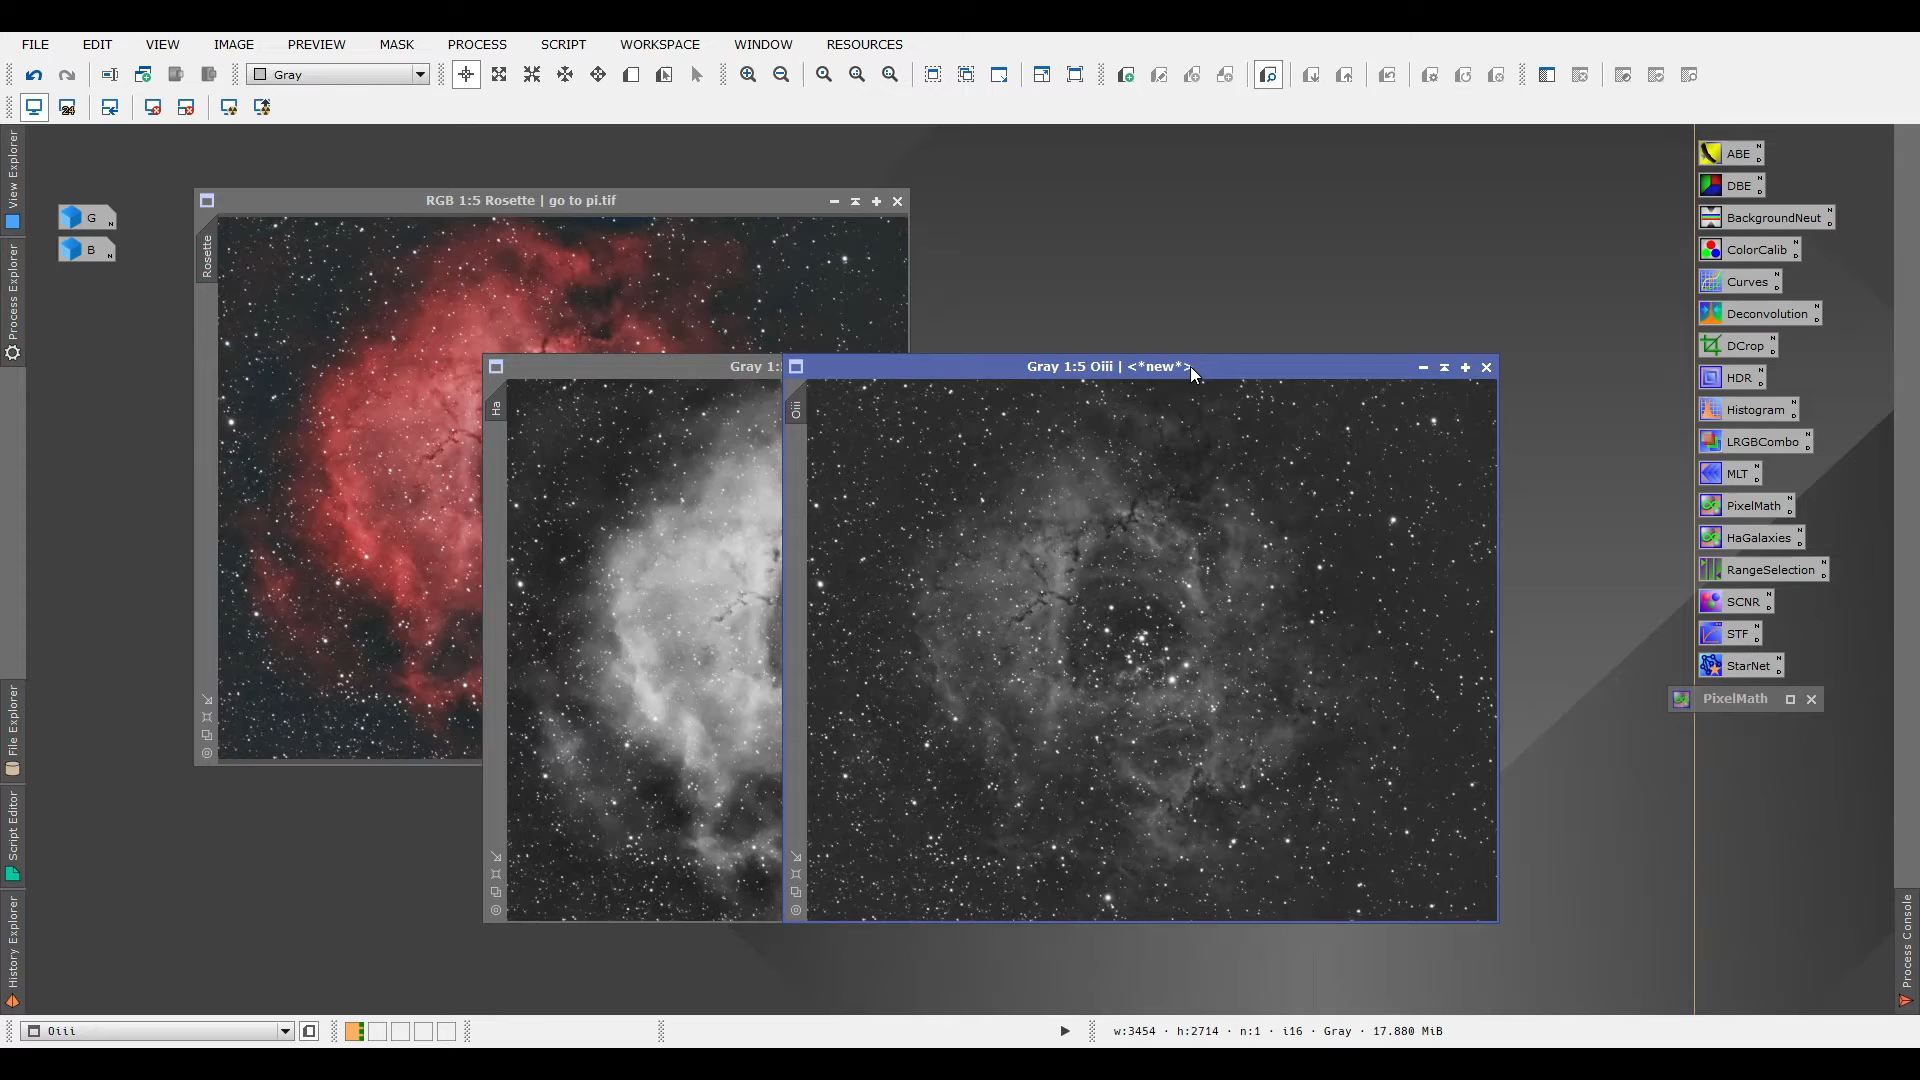 FILE EDIT VIEW IMAGE PREVIEW MASK PROCESS SCRIPT WORKSPACE WINDOW RESOURCES
Gray
24
View Explorer
Process Explorer
File Explorer
Script Editor
History Explorer
G N
B N
RGB 1:5 Rosette | go to pi.tif
Rosette
Gray 1:
Ha
Gray 1:5 Oiii | <*new*>
Oiii
ABE N D
DBE N D
BackgroundNeut N D
ColorCalib N D
Curves N D
Deconvolution N D
DCrop N D
HDR N D
Histogram N D
LRGBCombo N D
MLT N D
PixelMath N D
HaGalaxies N D
RangeSelection N D
SCNR N D
STF N D
StarNet N D
PixelMath
Process Console
Oiii
w:3454 · h:2714 · n:1 · i16 · Gray · 17.880 MiB